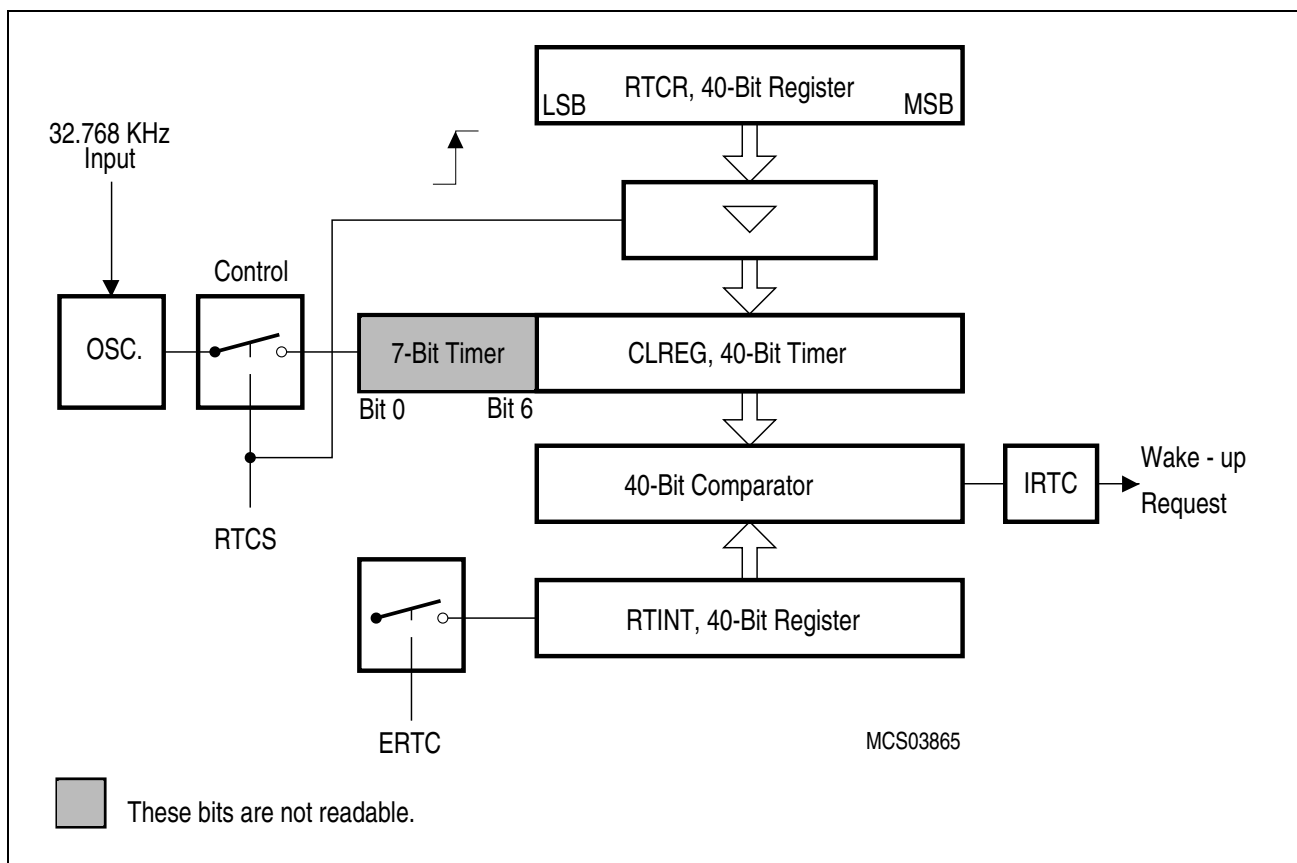 RTCR, 40-Bit Register
LSB
MSB
32.768 KHz
Input
Control
OSC.
7-Bit Timer
CLREG, 40-Bit Timer
Bit 0
Bit 6
40-Bit Comparator
IRTC
Wake - up
Request
RTCS
RTINT, 40-Bit Register
ERTC
MCS03865
These bits are not readable.